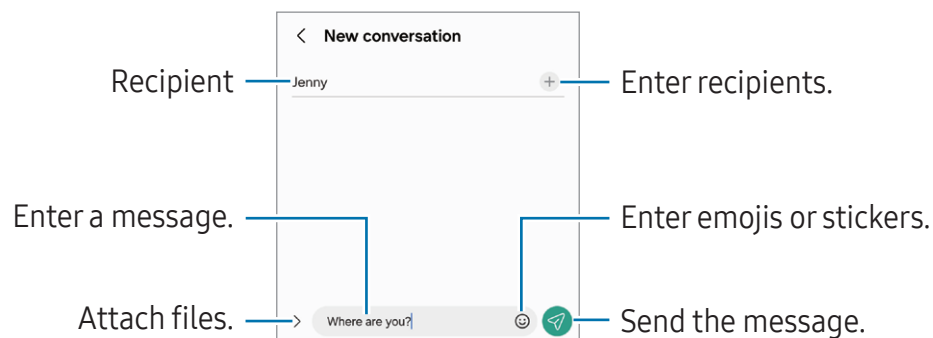 New conversation
Recipient
Jenny
Enter recipients.
Enter a message.
Enter emojis or stickers.
Attach files.
Where are you?
Send the message.